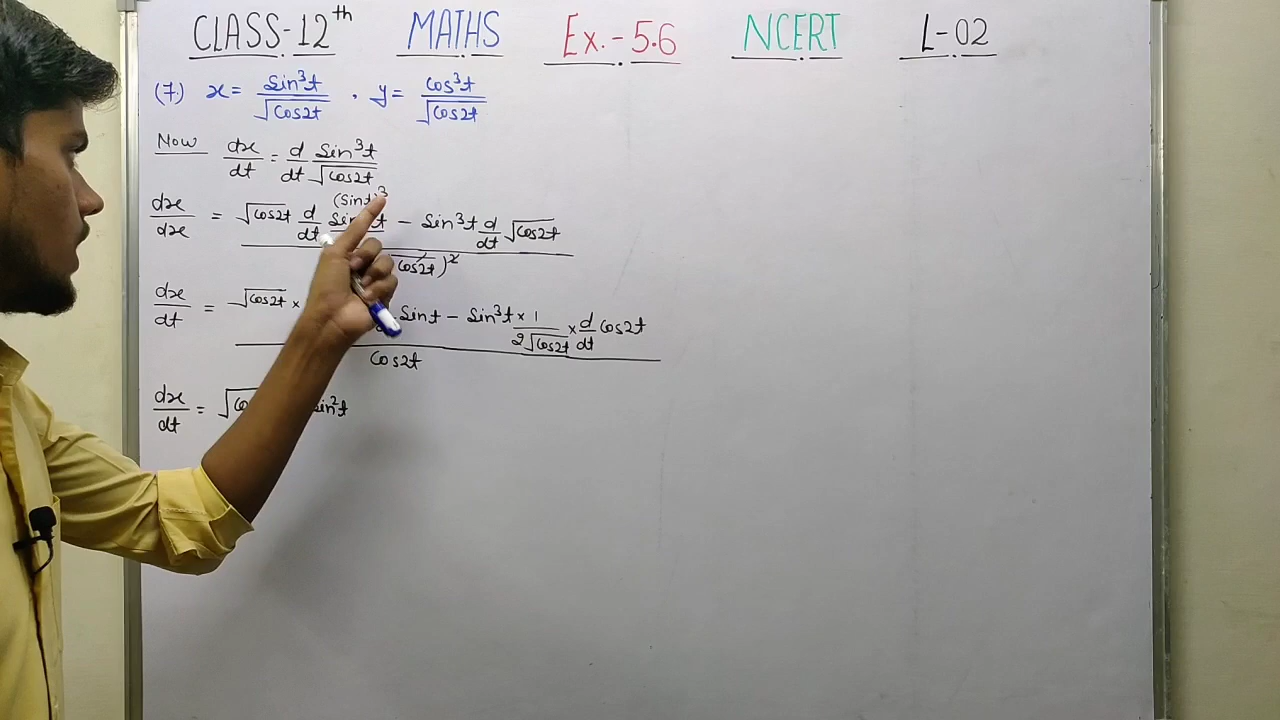 CLASS-12th MATHS Ex.-5.6 NCERT L-02
(7) x = sin³t / √cos2t , y = cos³t / √cos2t
Now dx/dt = d/dt sin³t / √cos2t
(sint)³
dx/dx = √cos2t d/dt sin³t − sin³t d/dt √cos2t / (√cos2t)²
dx/dt = √cos2t × sint − sin³t × 1/2√cos2t × d/dt cos2t / cos2t
dx/dt = √ sin²t